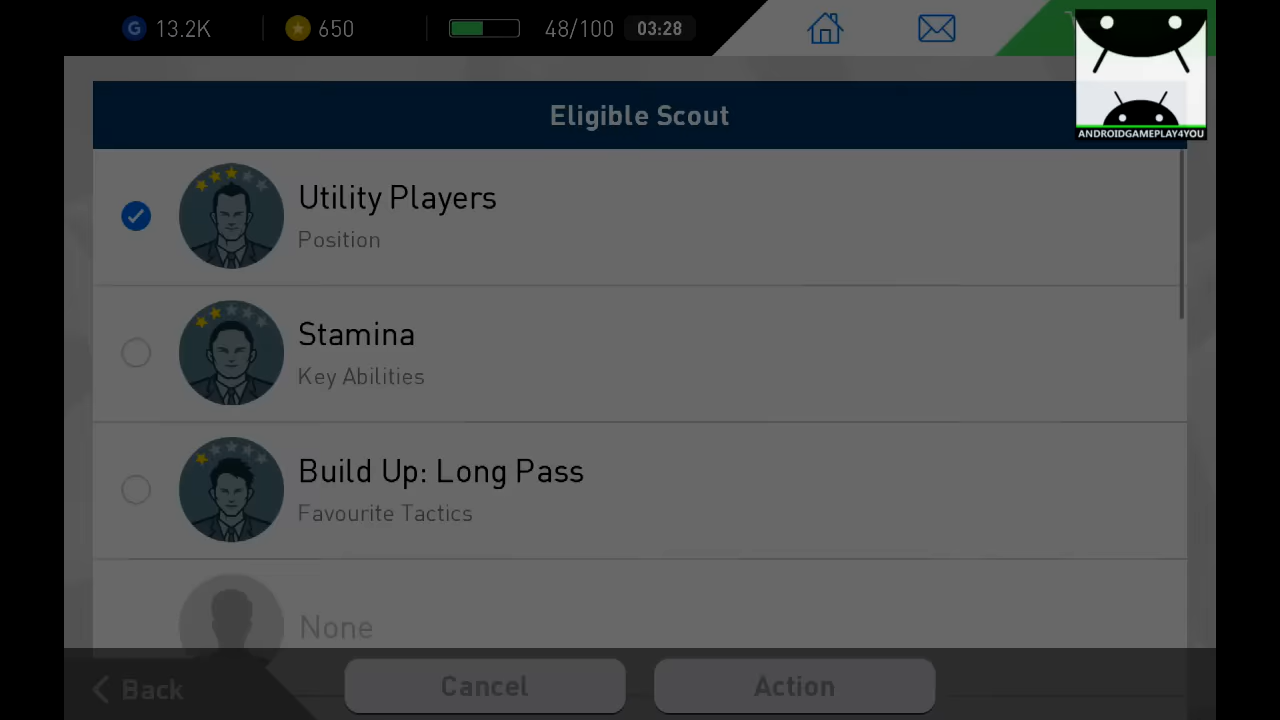 G 13.2K 650 48/100 03:28
ANDROIDGAMEPLAY4YOU
Eligible Scout
Utility Players
Position
Stamina
Key Abilities
Build Up: Long Pass
Favourite Tactics
None
Back Cancel Action